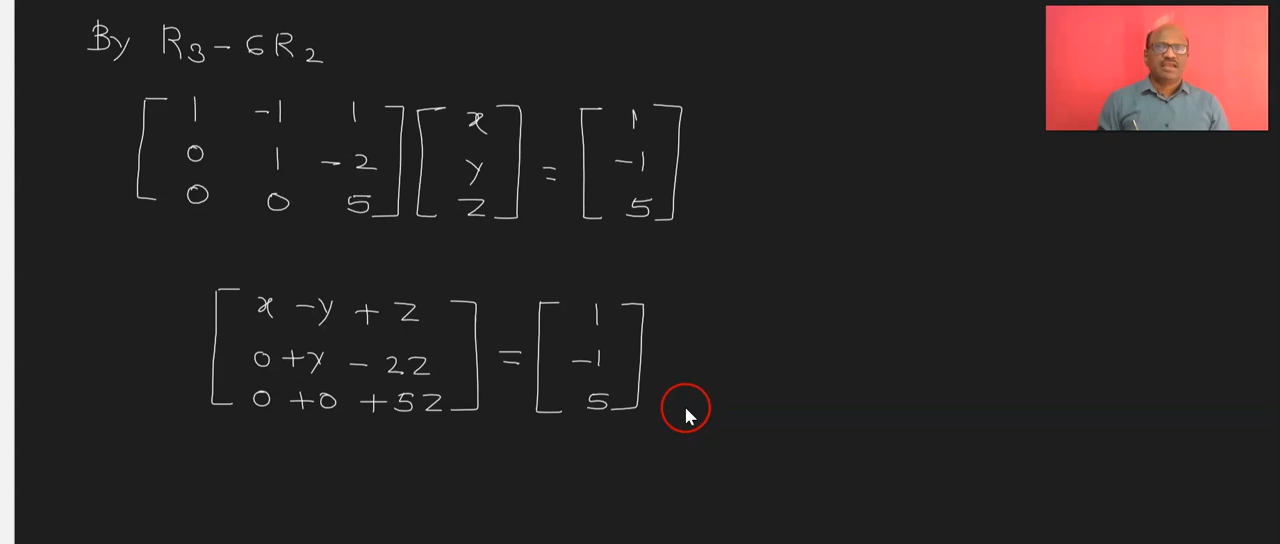 By R3 - 6R2
[ 1 -1 1 ] [ x ] = [ 1 ]
[ 0 1 -2 ] [ y ] [ -1 ]
[ 0 0 5 ] [ z ] [ 5 ]
[ x - y + z ] = [ 1 ]
[ 0 + y - 2z ] [ -1 ]
[ 0 + 0 + 5z ] [ 5 ]